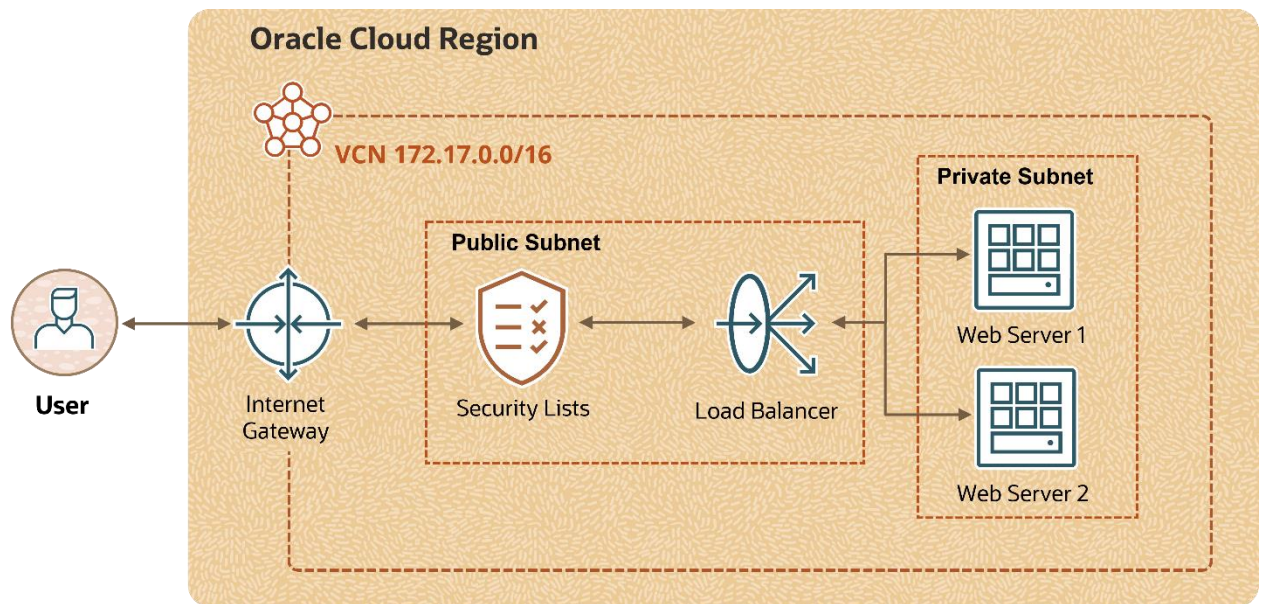 Oracle Cloud Region
VCN 172.17.0.0/16
Private Subnet
Public Subnet
Web Server 1
User
Internet
Gateway
Security Lists
Load Balancer
Web Server 2